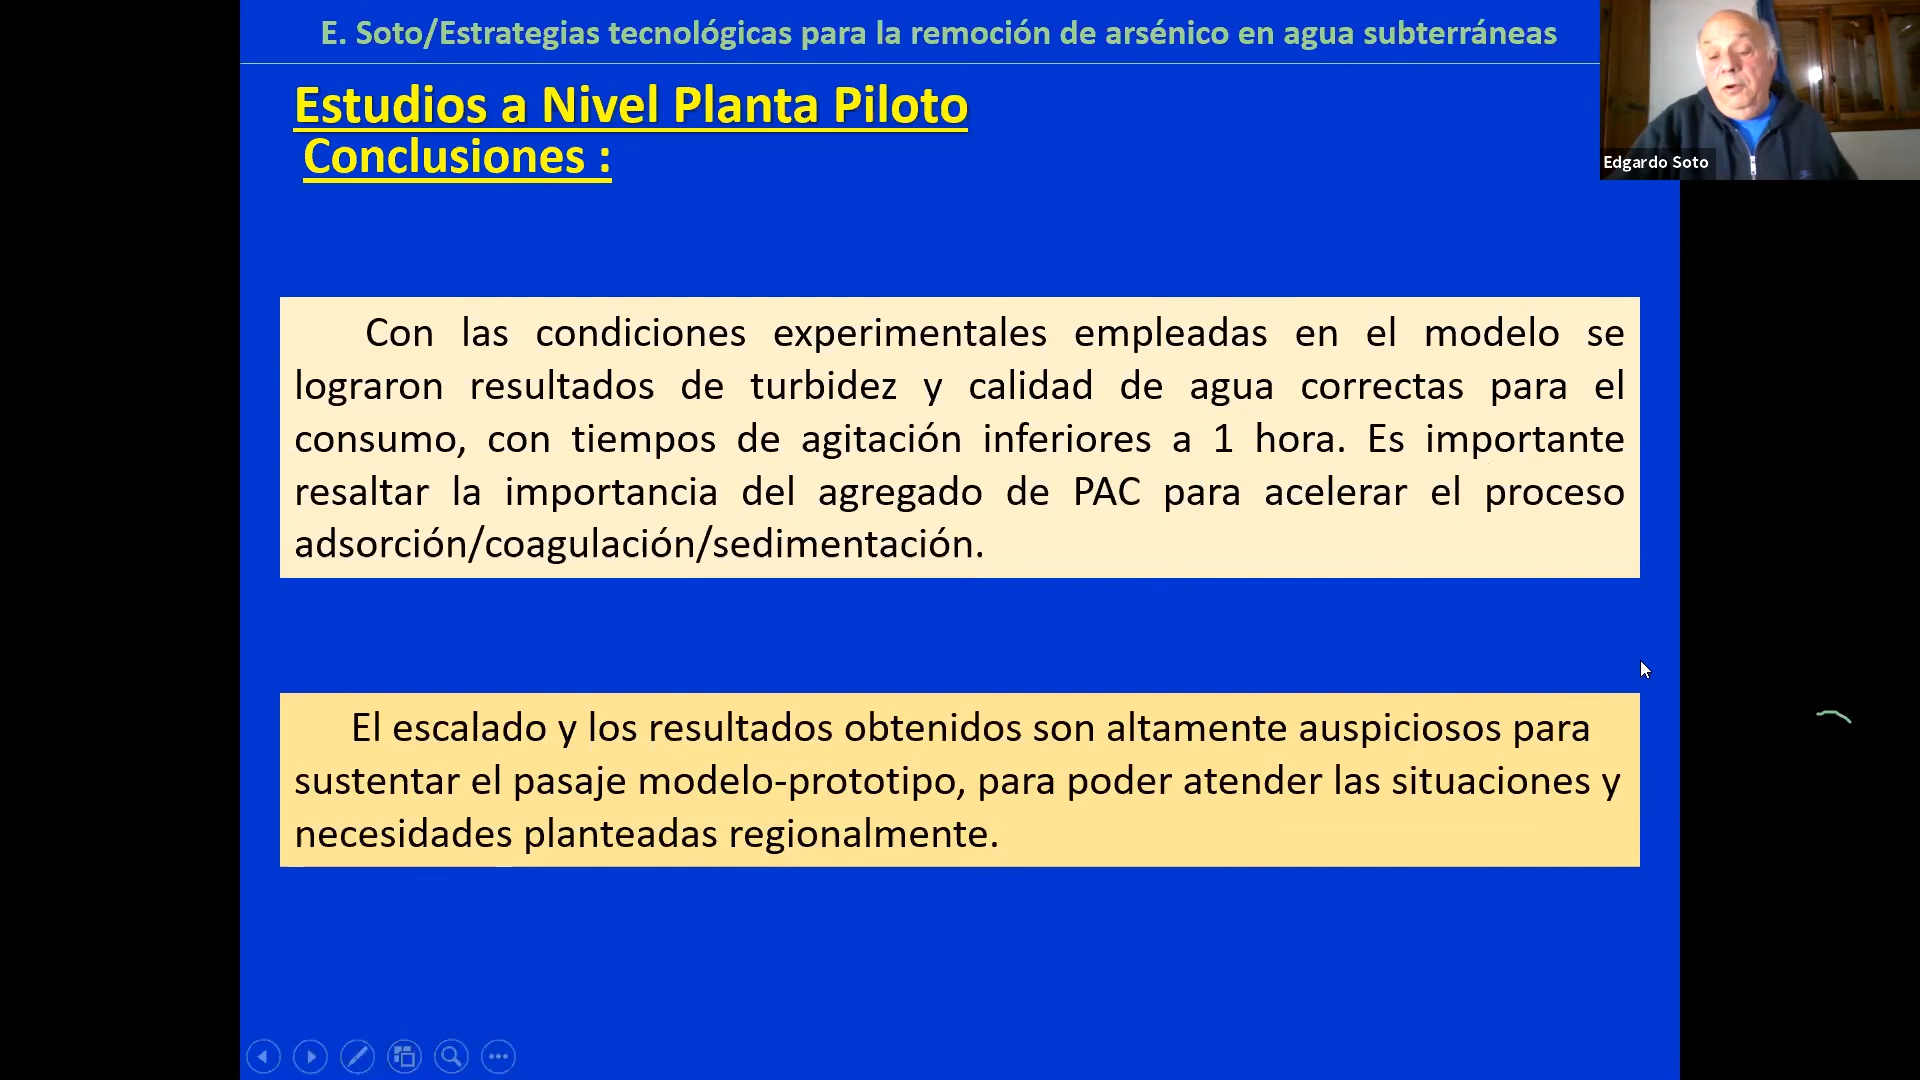 E. Soto/Estrategias tecnológicas para la remoción de arsénico en agua subterráneas
Estudios a Nivel Planta Piloto
Conclusiones :
Edgardo Soto
Con las condiciones experimentales empleadas en el modelo se
lograron resultados de turbidez y calidad de agua correctas para el
consumo, con tiempos de agitación inferiores a 1 hora. Es importante
resaltar la importancia del agregado de PAC para acelerar el proceso
adsorción/coagulación/sedimentación.
El escalado y los resultados obtenidos son altamente auspiciosos para
sustentar el pasaje modelo-prototipo, para poder atender las situaciones y
necesidades planteadas regionalmente.